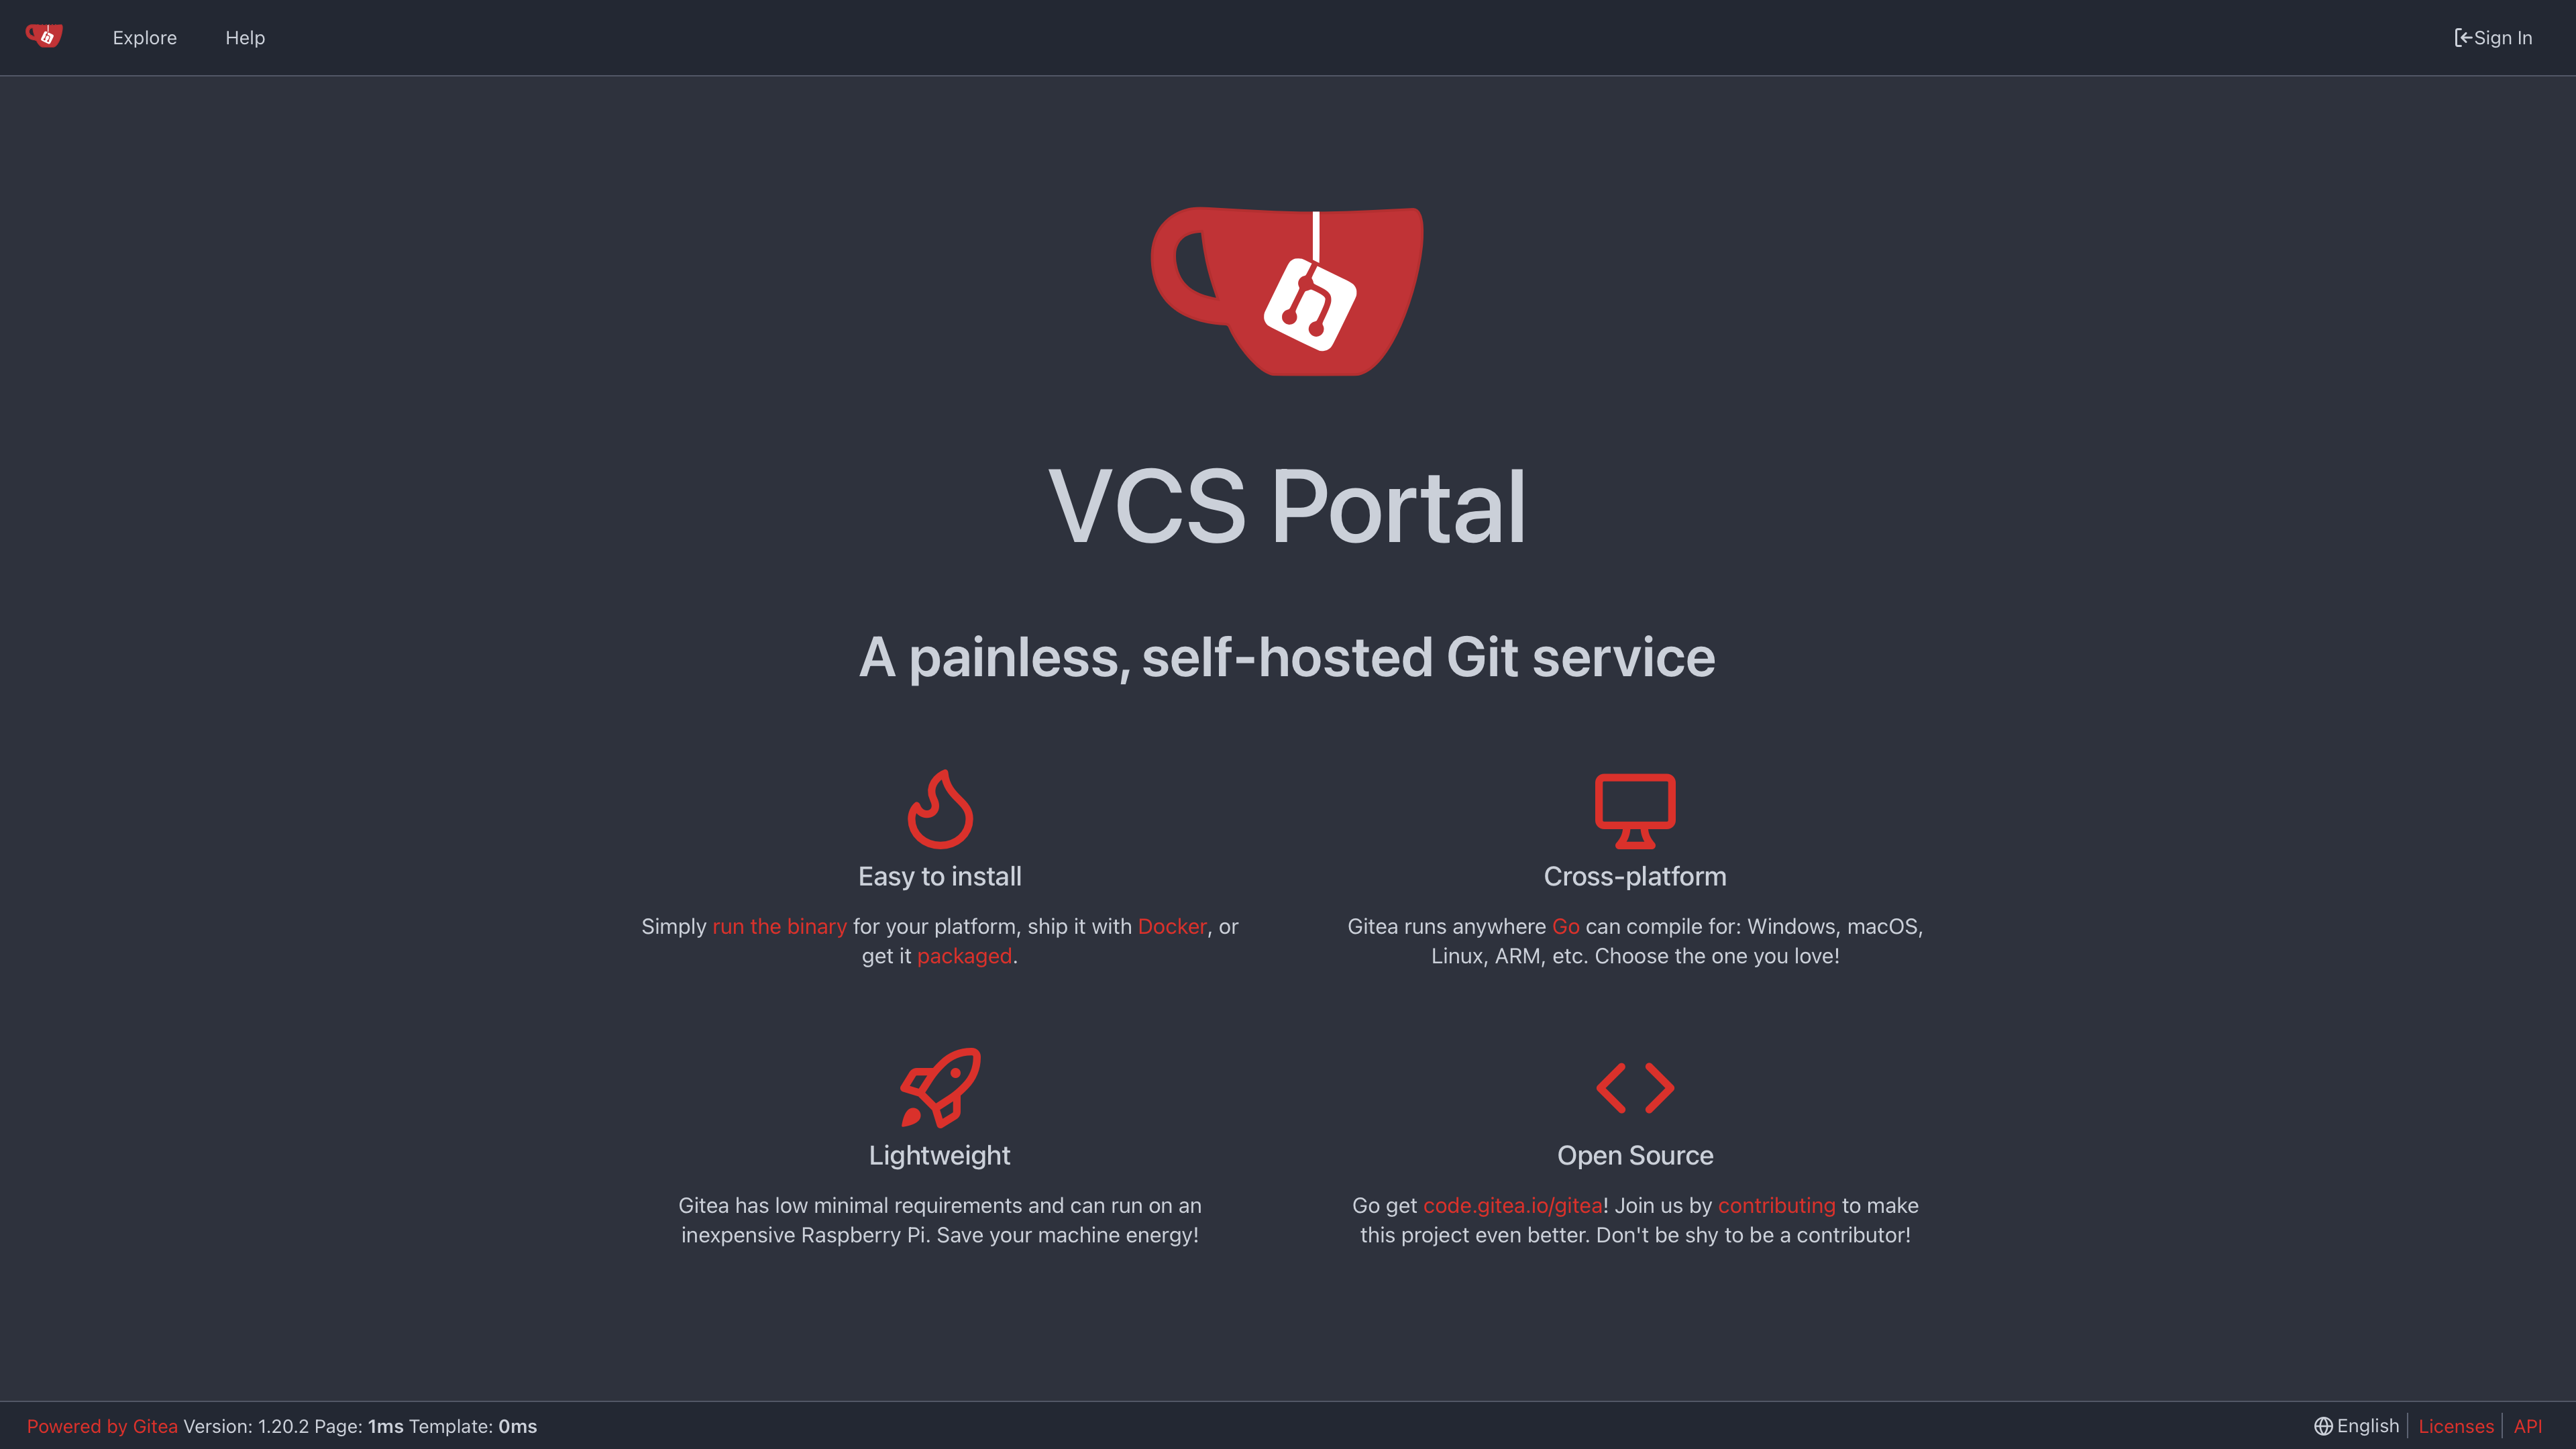 Explore Help Sign In
VCS Portal
A painless, self-hosted Git service
Easy to install
Simply run the binary for your platform, ship it with Docker, or
get it packaged.
Cross-platform
Gitea runs anywhere Go can compile for: Windows, macOS,
Linux, ARM, etc. Choose the one you love!
Lightweight
Gitea has low minimal requirements and can run on an
inexpensive Raspberry Pi. Save your machine energy!
Open Source
Go get code.gitea.io/gitea! Join us by contributing to make
this project even better. Don't be shy to be a contributor!
Powered by Gitea Version: 1.20.2 Page: 1ms Template: 0ms English Licenses API